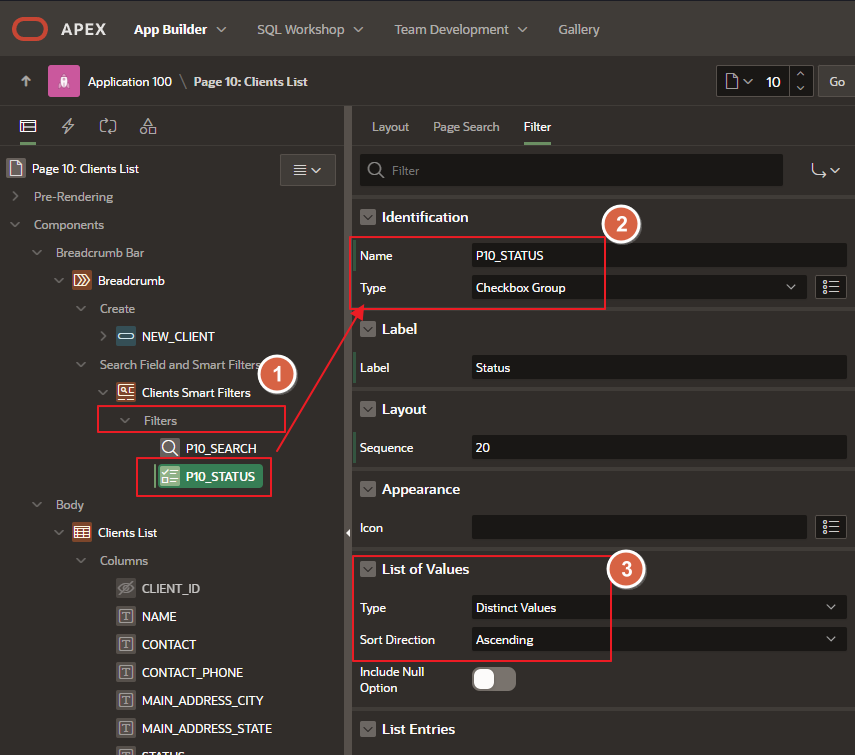 APEX App Builder SQL Workshop Team Development Gallery
Application 100 \ Page 10: Clients List 10 Go
Layout Page Search Filter
Page 10: Clients List
Pre-Rendering
Components
Breadcrumb Bar
Breadcrumb
Create
NEW_CLIENT
Search Field and Smart Filters
1
Clients Smart Filters
Filters
P10_SEARCH
P10_STATUS
Body
Clients List
Columns
CLIENT_ID
NAME
CONTACT
CONTACT_PHONE
MAIN_ADDRESS_CITY
MAIN_ADDRESS_STATE
STATUS
Filter
Identification
2
Name P10_STATUS
Type Checkbox Group
Label
Label Status
Layout
Sequence 20
Appearance
Icon
List of Values
3
Type Distinct Values
Sort Direction Ascending
Include Null
Option
List Entries